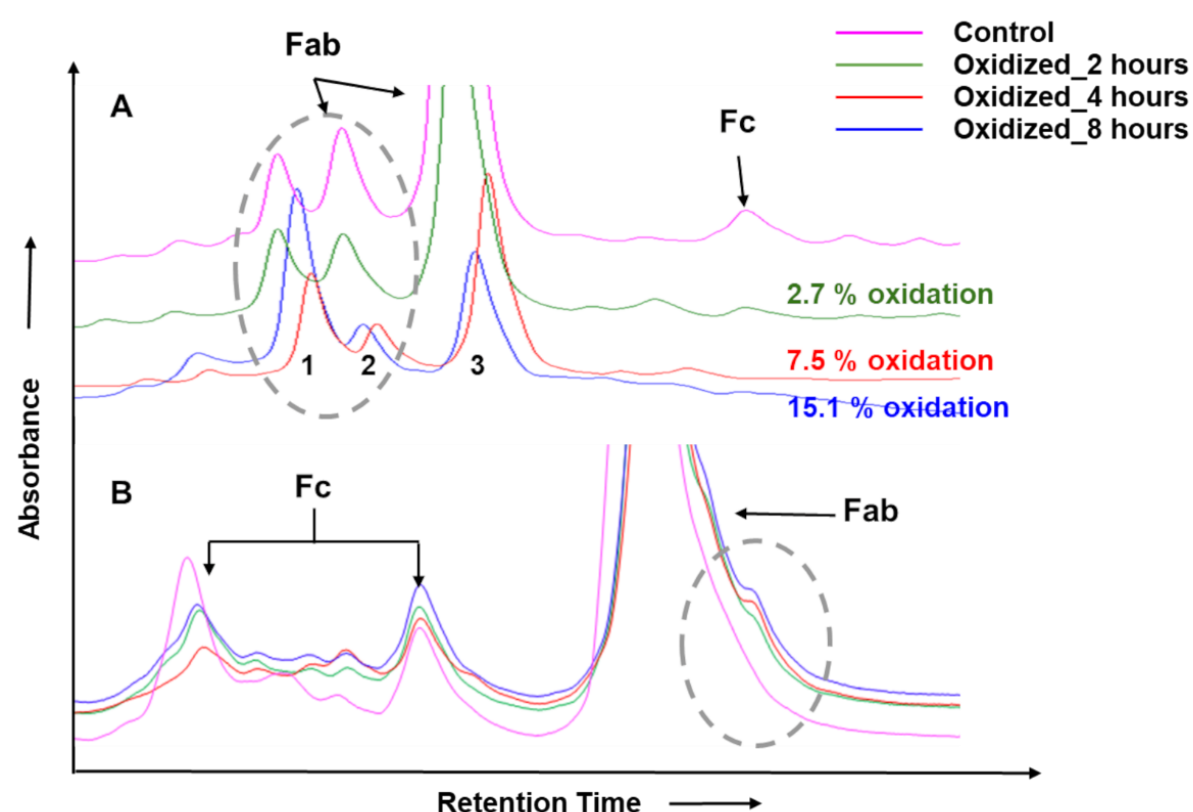 Control
Oxidized_2 hours
Oxidized_4 hours
Oxidized_8 hours
Fab
A
Fc
2.7 % oxidation
1 2 3
7.5 % oxidation
15.1 % oxidation
B
Fc
Fab
Absorbance
Retention Time